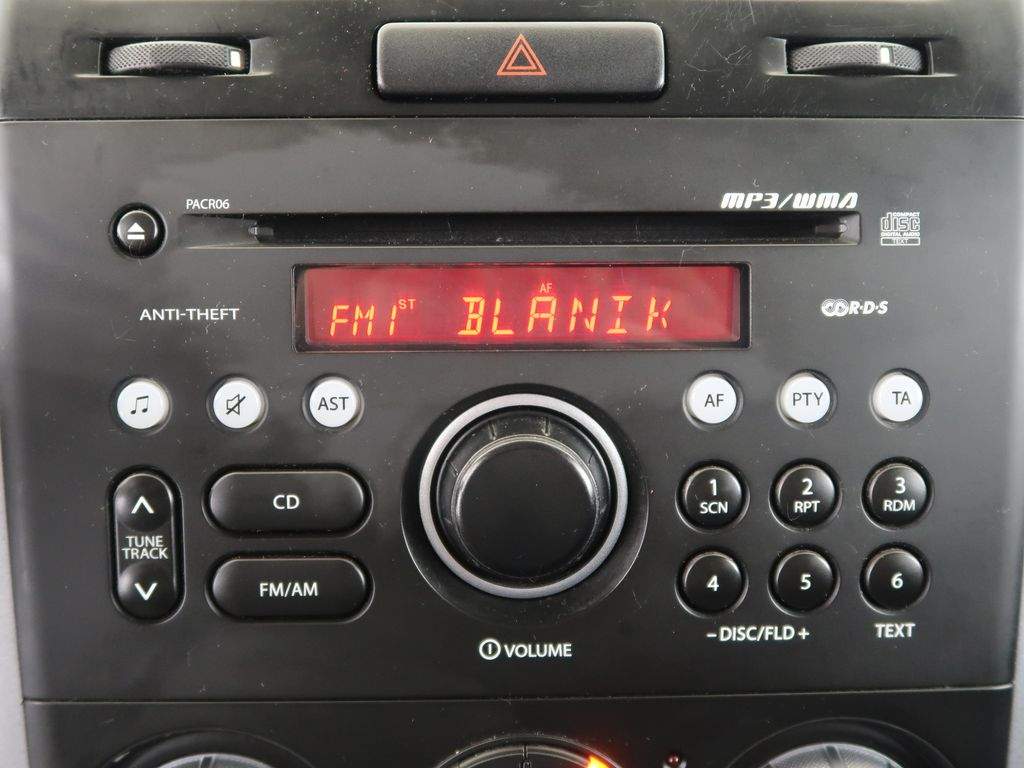 PACR06
MP3/WMA
COMPACT
disc
DIGITAL AUDIO
TEXT
ANTI-THEFT
FM1 ST AF BLANIK
R·D·S
AST
AF
PTY
TA
CD
1
SCN
2
RPT
3
RDM
TUNE
TRACK
FM/AM
4
5
6
VOLUME
– DISC/FLD +
TEXT